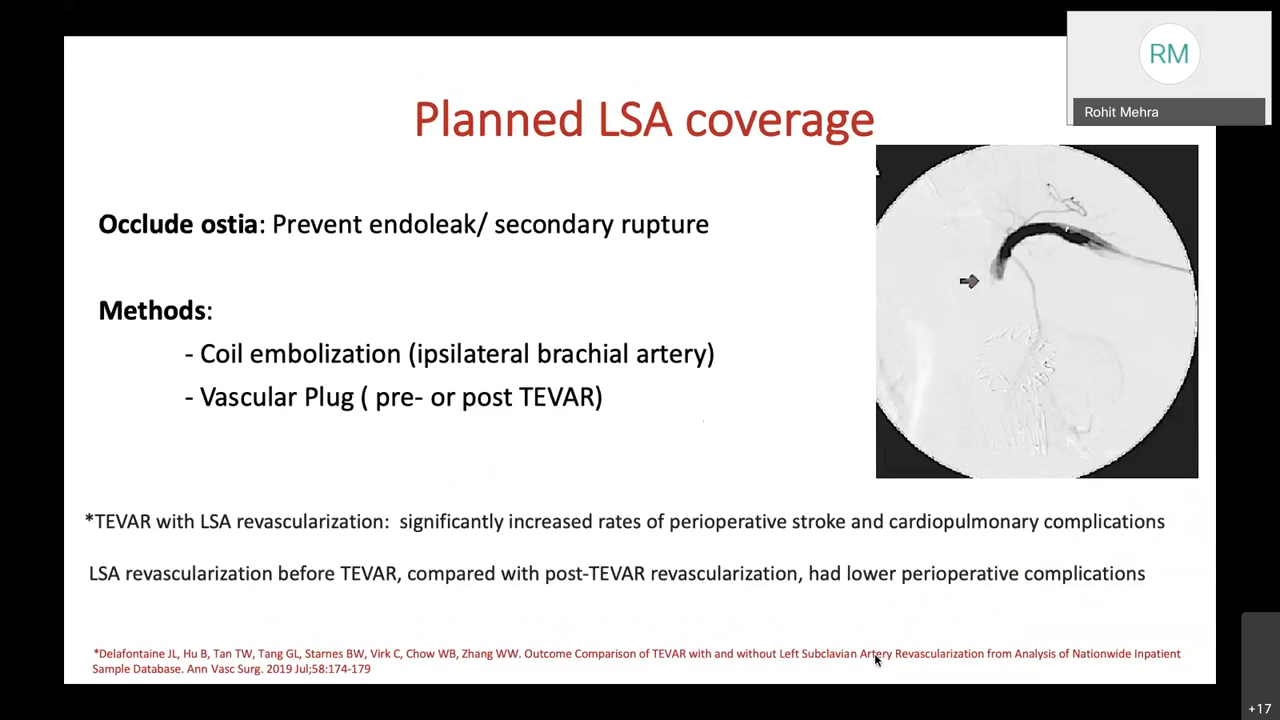 RM
Rohit Mehra
Planned LSA coverage
Occlude ostia: Prevent endoleak/ secondary rupture
Methods:
- Coil embolization (ipsilateral brachial artery)
- Vascular Plug ( pre- or post TEVAR)
*TEVAR with LSA revascularization: significantly increased rates of perioperative stroke and cardiopulmonary complications
LSA revascularization before TEVAR, compared with post-TEVAR revascularization, had lower perioperative complications
*Delafontaine JL, Hu B, Tan TW, Tang GL, Starnes BW, Virk C, Chow WB, Zhang WW. Outcome Comparison of TEVAR with and without Left Subclavian Artery Revascularization from Analysis of Nationwide Inpatient
Sample Database. Ann Vasc Surg. 2019 Jul;58:174-179
+17